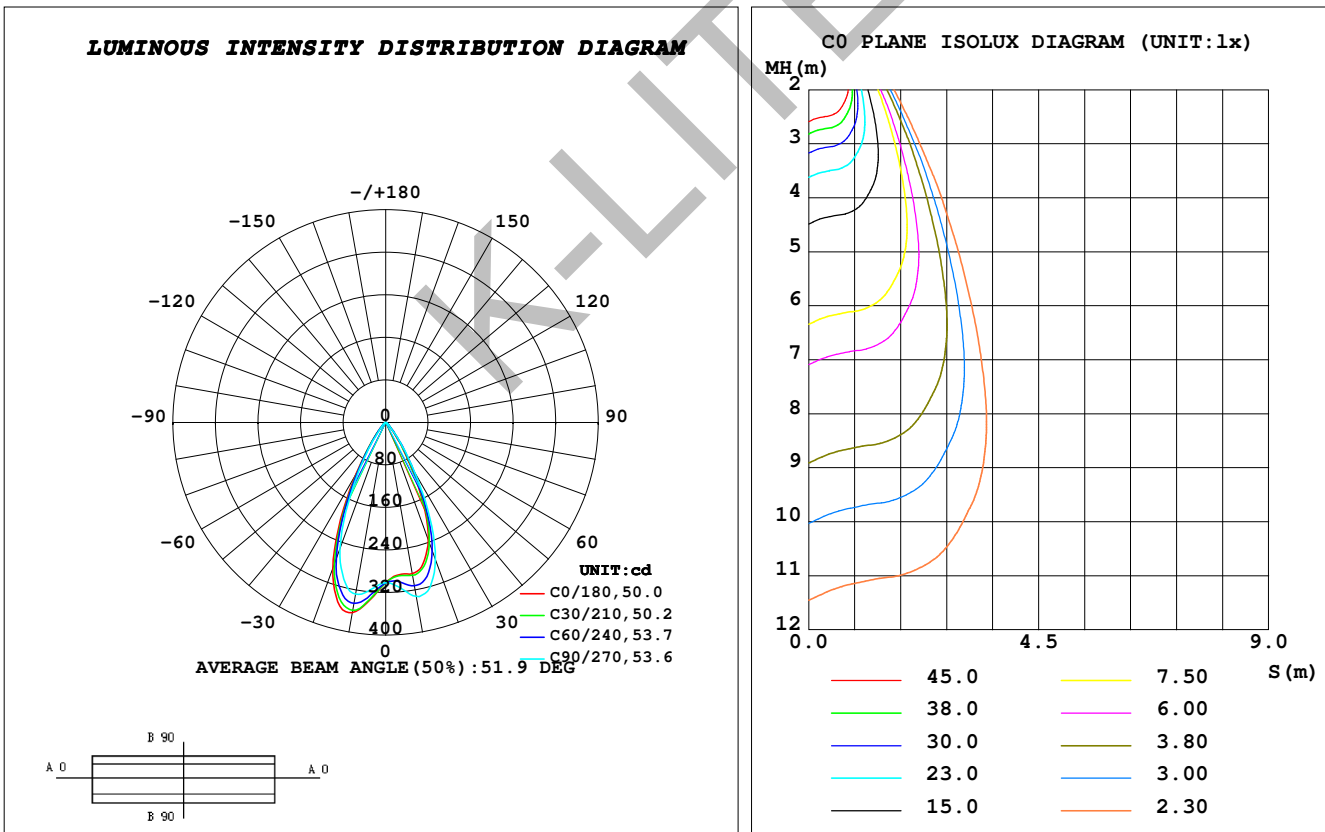 LUMINOUS INTENSITY DISTRIBUTION DIAGRAM
-/+180
-150
150
-120
120
-90
90
-60
60
-30
30
0
0
80
160
240
320
400
UNIT:cd
C0/180,50.0
C30/210,50.2
C60/240,53.7
C90/270,53.6
AVERAGE BEAM ANGLE(50%):51.9 DEG
B 90
A 0
A 0
B 90
C0 PLANE ISOLUX DIAGRAM (UNIT:lx)
MH(m)
2
3
4
5
6
7
8
9
10
11
12
0.0
4.5
9.0
S(m)
45.0
7.50
38.0
6.00
30.0
3.80
23.0
3.00
15.0
2.30
K-LITE